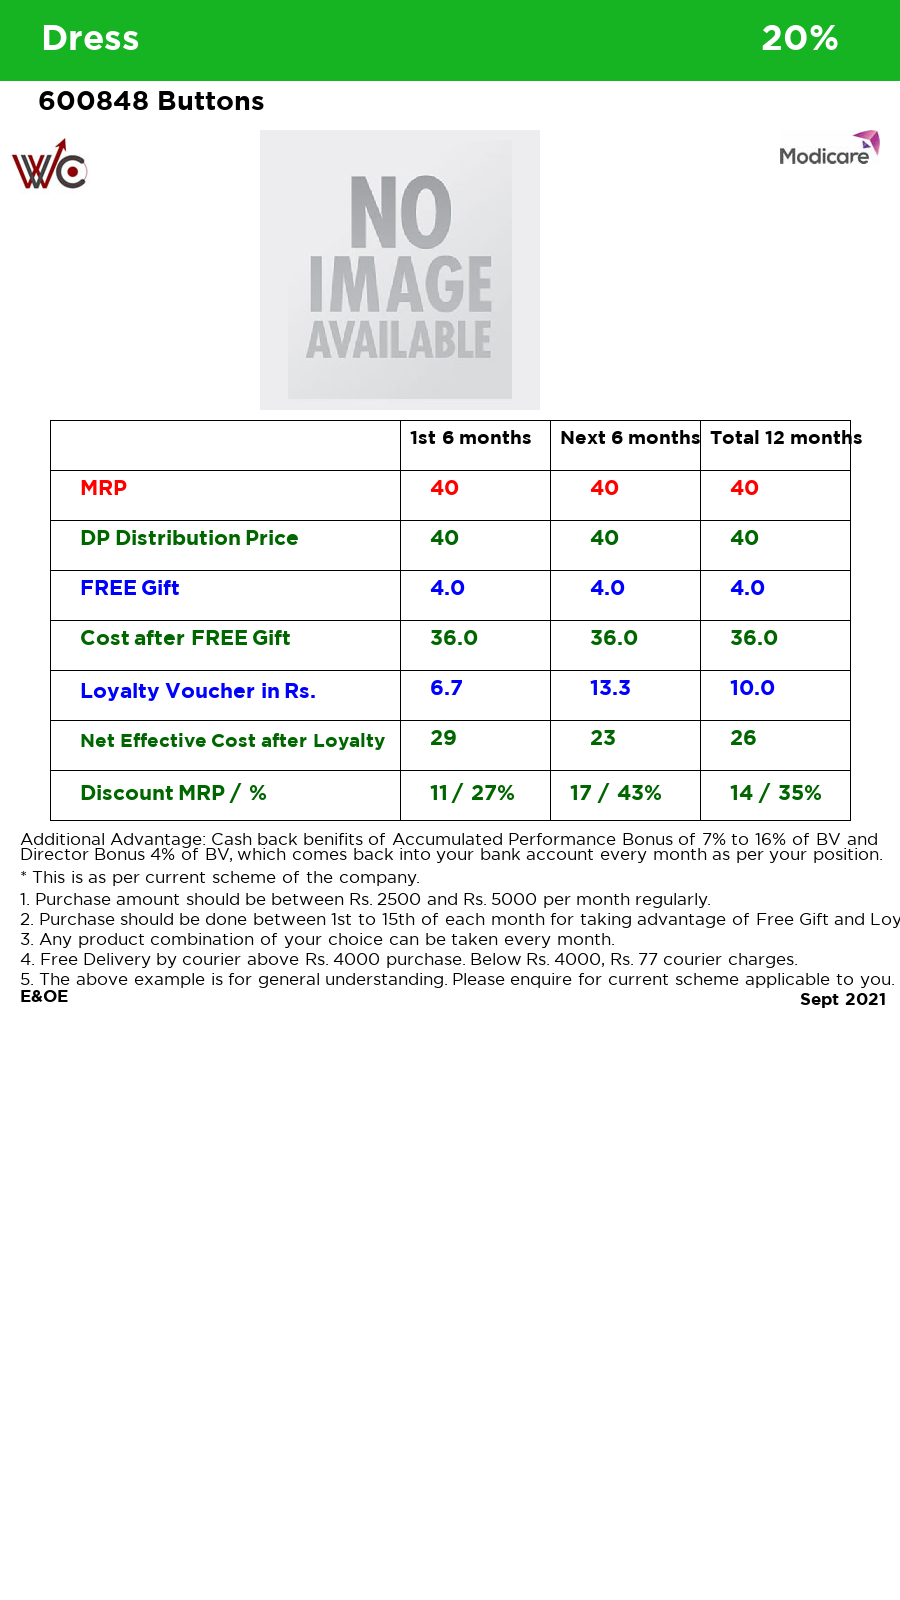 Dress 20%
600848 Buttons
WC
Modicare
NO
IMAGE
AVAILABLE
1st 6 months Next 6 months Total 12 months
MRP 40 40 40
DP Distribution Price 40 40 40
FREE Gift 4.0 4.0 4.0
Cost after FREE Gift 36.0 36.0 36.0
Loyalty Voucher in Rs. 6.7 13.3 10.0
Net Effective Cost after Loyalty 29 23 26
Discount MRP / % 11 / 27% 17 / 43% 14 / 35%
Additional Advantage: Cash back benifits of Accumulated Performance Bonus of 7% to 16% of BV and
Director Bonus 4% of BV, which comes back into your bank account every month as per your position.
* This is as per current scheme of the company.
1. Purchase amount should be between Rs. 2500 and Rs. 5000 per month regularly.
2. Purchase should be done between 1st to 15th of each month for taking advantage of Free Gift and Loy
3. Any product combination of your choice can be taken every month.
4. Free Delivery by courier above Rs. 4000 purchase. Below Rs. 4000, Rs. 77 courier charges.
5. The above example is for general understanding. Please enquire for current scheme applicable to you.
E&OE
Sept 2021